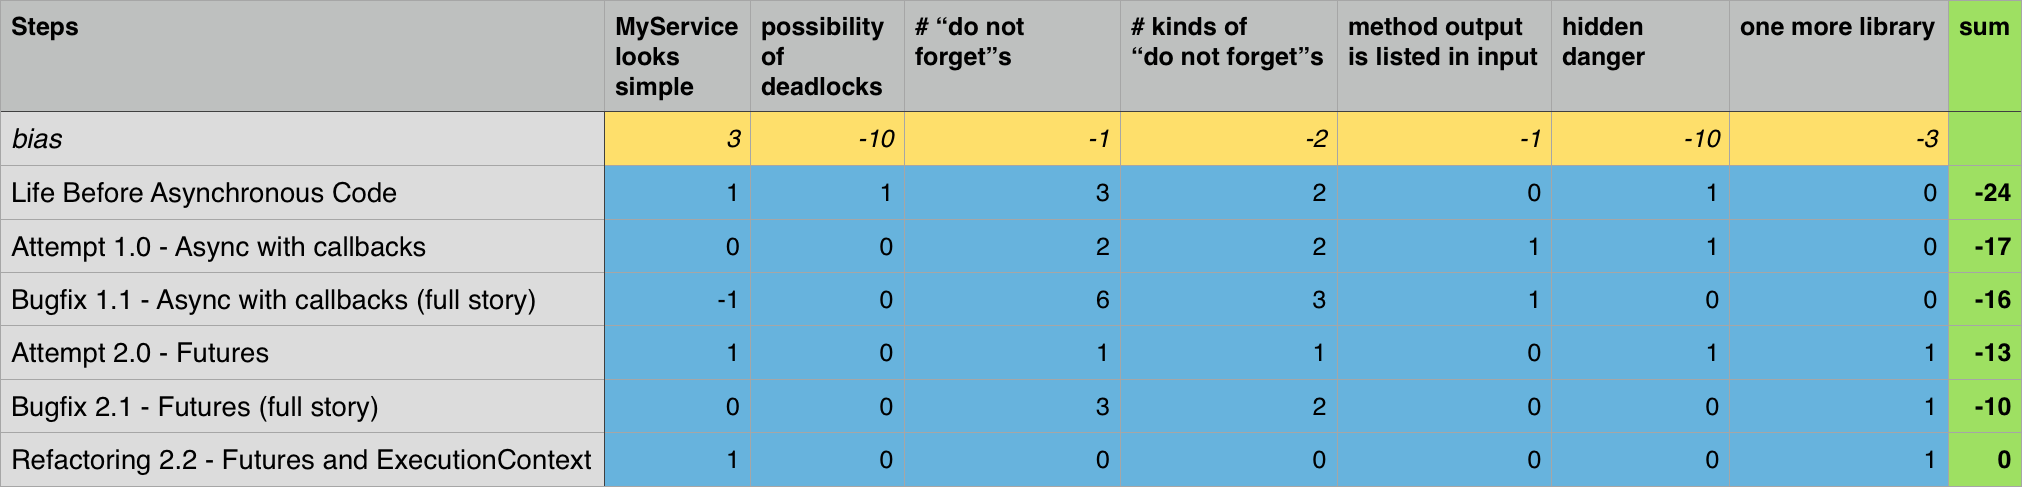 Steps
MyService looks simple
possibility of deadlocks
# “do not forget”s
# kinds of “do not forget”s
method output is listed in input
hidden danger
one more library
sum
bias 3 -10 -1 -2 -1 -10 -3
Life Before Asynchronous Code 1 1 3 2 0 1 0 -24
Attempt 1.0 - Async with callbacks 0 0 2 2 1 1 0 -17
Bugfix 1.1 - Async with callbacks (full story) -1 0 6 3 1 0 0 -16
Attempt 2.0 - Futures 1 0 1 1 0 1 1 -13
Bugfix 2.1 - Futures (full story) 0 0 3 2 0 0 1 -10
Refactoring 2.2 - Futures and ExecutionContext 1 0 0 0 0 0 1 0